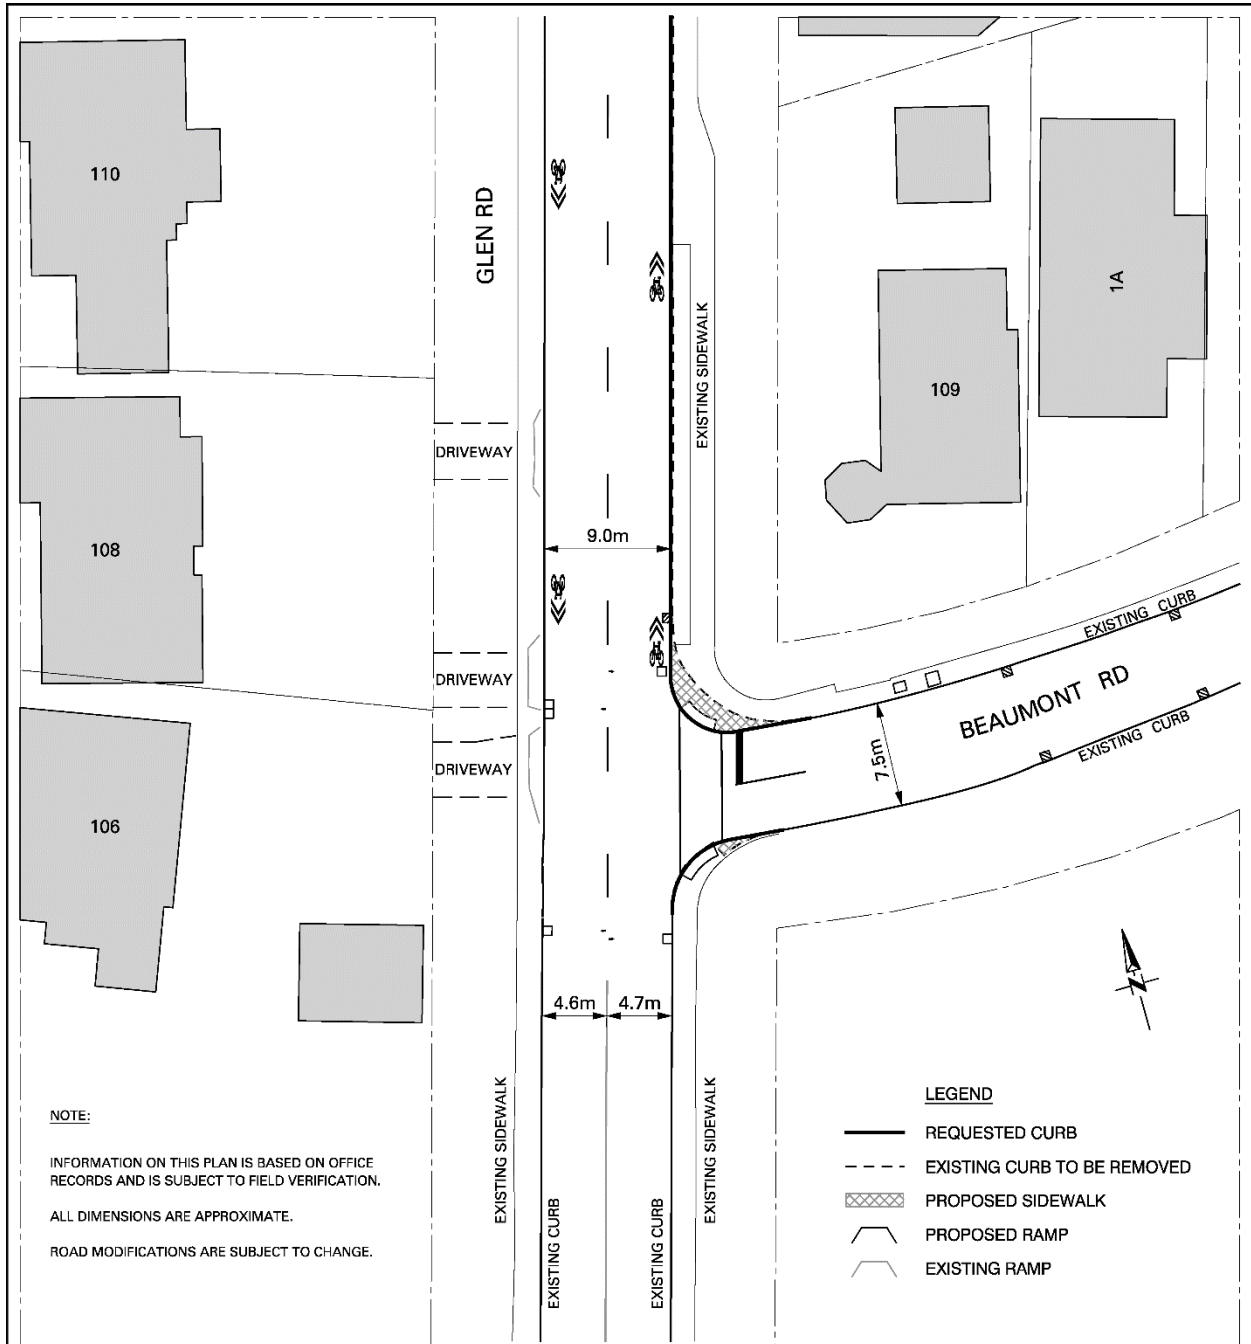 110
GLEN RD
1A
EXISTING SIDEWALK
109
DRIVEWAY
9.0m
108
EXISTING CURB
BEAUMONT RD
EXISTING CURB
DRIVEWAY
7.5m
DRIVEWAY
106
4.6m
4.7m
N
EXISTING SIDEWALK
EXISTING CURB
EXISTING CURB
EXISTING SIDEWALK
NOTE:
INFORMATION ON THIS PLAN IS BASED ON OFFICE
RECORDS AND IS SUBJECT TO FIELD VERIFICATION.
ALL DIMENSIONS ARE APPROXIMATE.
ROAD MODIFICATIONS ARE SUBJECT TO CHANGE.
LEGEND
REQUESTED CURB
EXISTING CURB TO BE REMOVED
PROPOSED SIDEWALK
PROPOSED RAMP
EXISTING RAMP